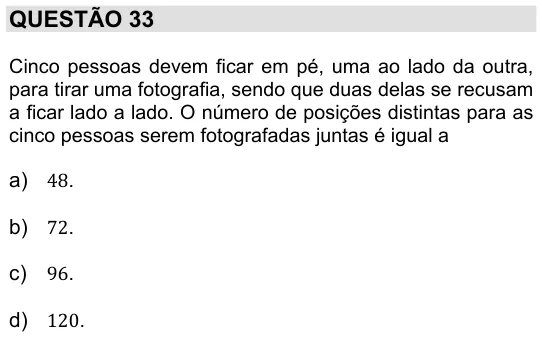 QUESTÃO 33
Cinco pessoas devem ficar em pé, uma ao lado da outra,
para tirar uma fotografia, sendo que duas delas se recusam
a ficar lado a lado. O número de posições distintas para as
cinco pessoas serem fotografadas juntas é igual a
a) 48.
b) 72.
c) 96.
d) 120.